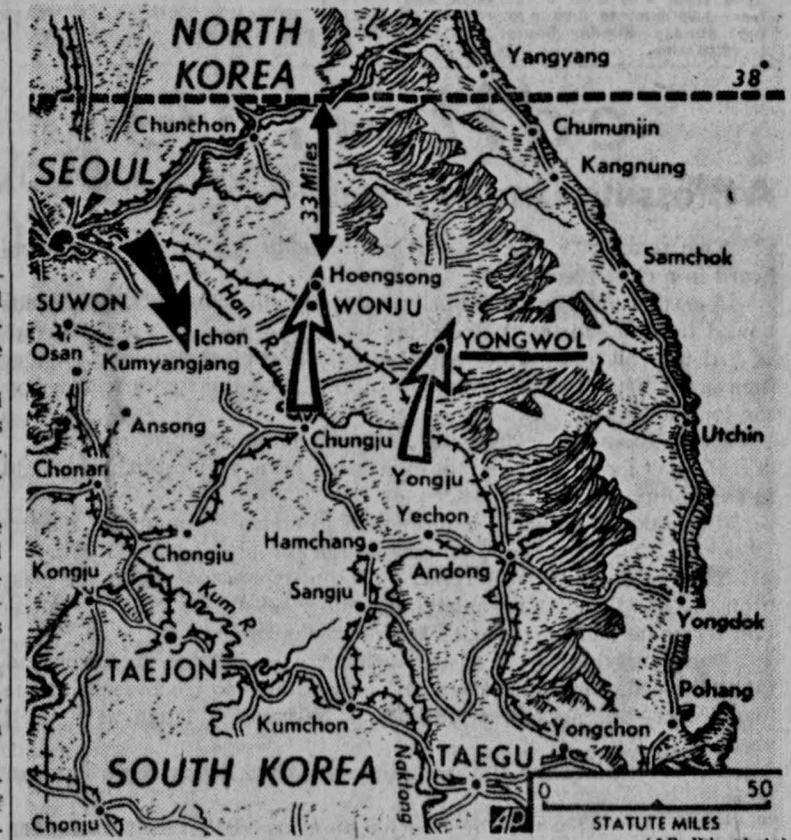 NORTH
KOREA
Yangyang
38°
Chunchon
Chumunjin
33 Miles
Kangnung
SEOUL
Samchok
Hoengsong
Han
R.
WONJU
SUWON
Ichon
YONGWOL
Osan
Kumyangjang
Ansong
Chungju
Utchin
Chonan
Yongju
Yechon
Chongju
Hamchang
Andong
Kongju
Kum R.
Sangju
Yongdok
TAEJON
Pohang
Kumchon
Yongchon
SOUTH KOREA
Naktong
TAEGU
0 50
STATUTE MILES
Chonju
AP